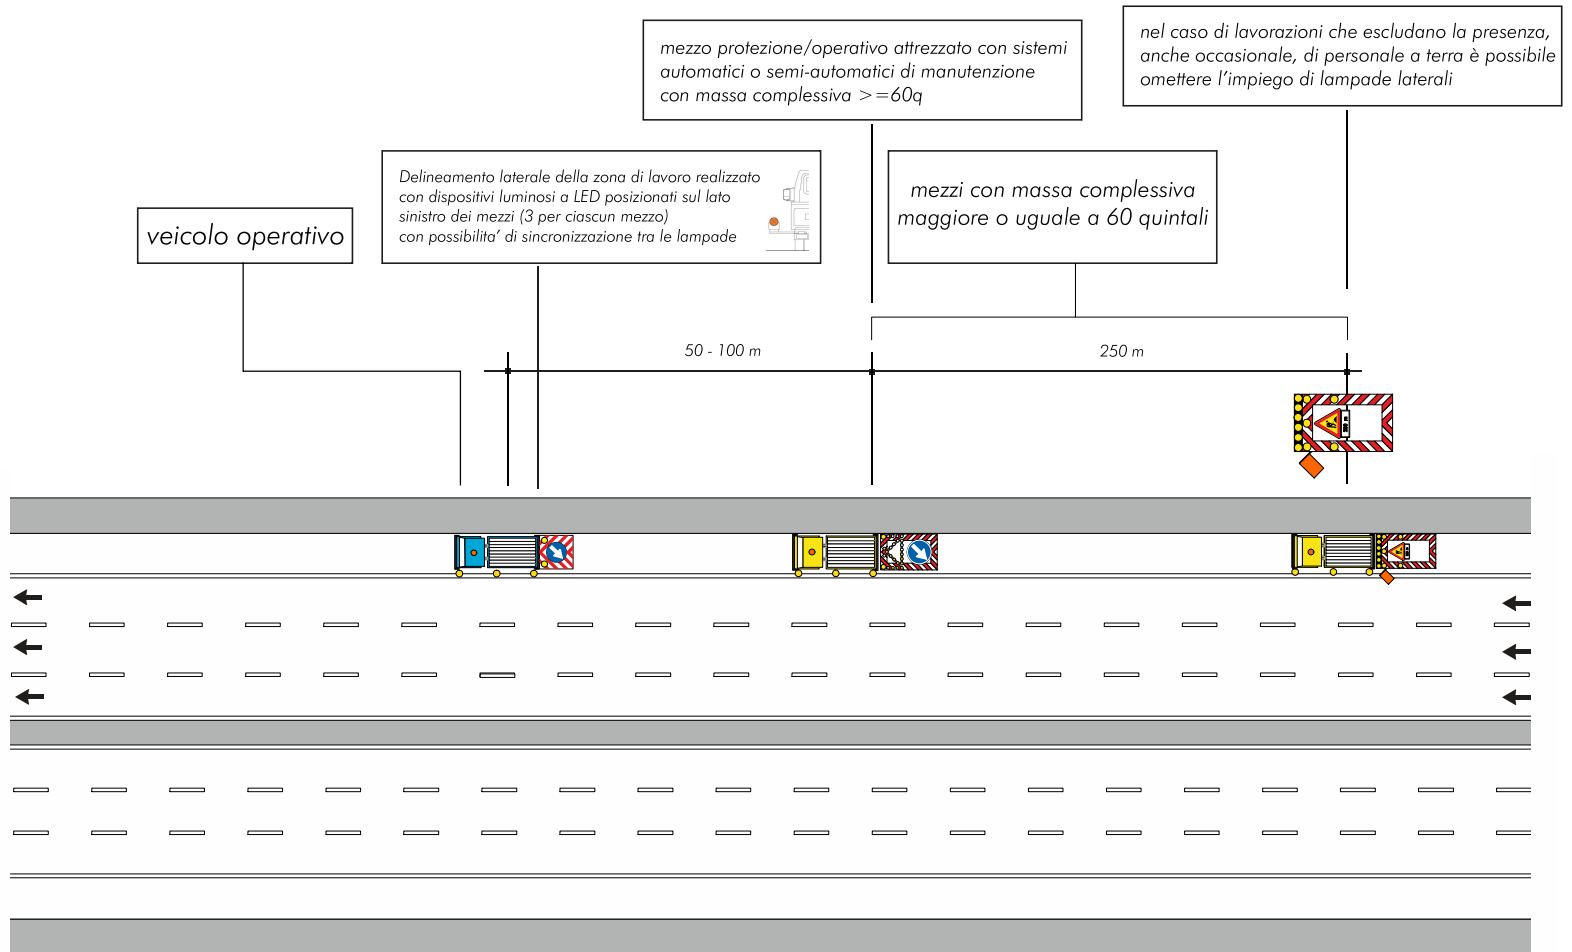 nel caso di lavorazioni che escludano la presenza,
anche occasionale, di personale a terra è possibile
omettere l'impiego di lampade laterali
mezzo protezione/operativo attrezzato con sistemi
automatici o semi-automatici di manutenzione
con massa complessiva >=60q
Delineamento laterale della zona di lavoro realizzato
con dispositivi luminosi a LED posizionati sul lato
sinistro dei mezzi (3 per ciascun mezzo)
con possibilita' di sincronizzazione tra le lampade
mezzi con massa complessiva
maggiore o uguale a 60 quintali
veicolo operativo
50 - 100 m
250 m